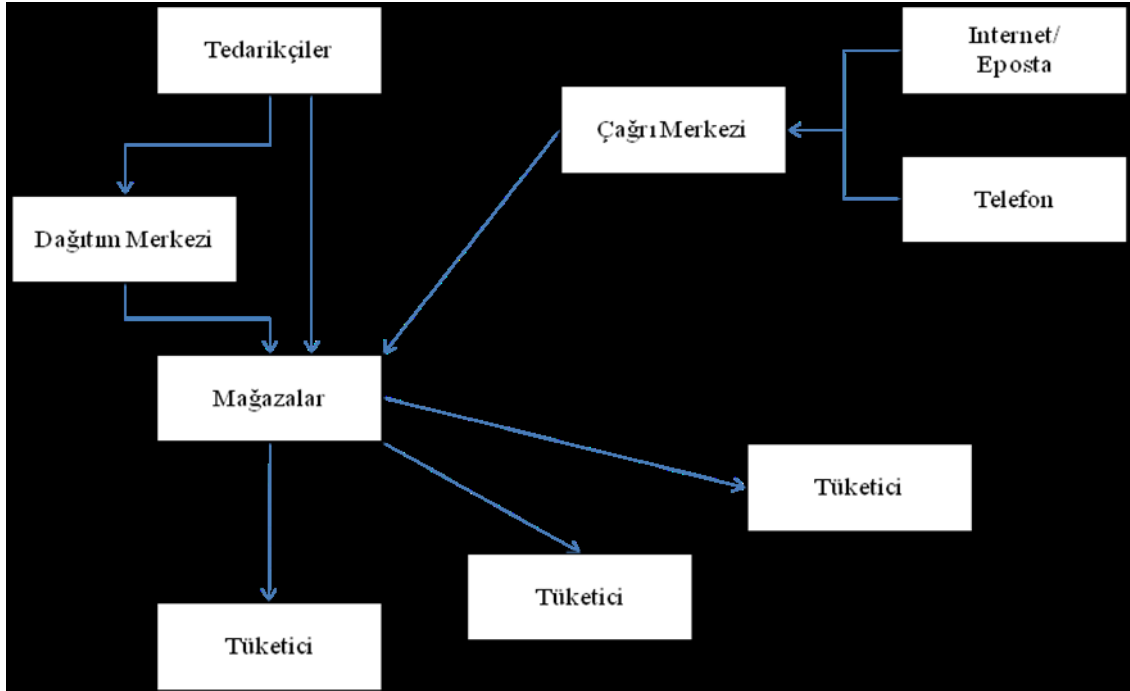 Tedarikçiler
Internet/
Eposta
Çağrı Merkezi
Telefon
Dağıtım Merkezi
Mağazalar
Tüketici
Tüketici
Tüketici